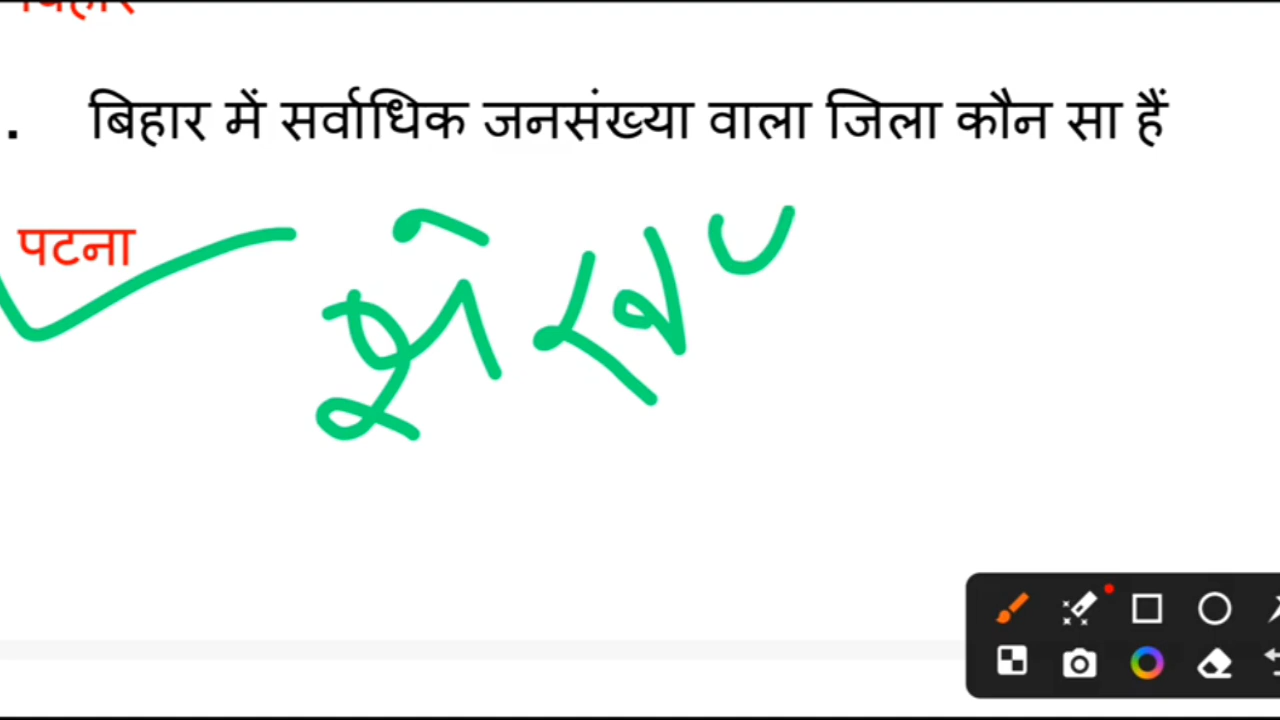 बिहार
. बिहार में सर्वाधिक जनसंख्या वाला जिला कौन सा हैं
पटना